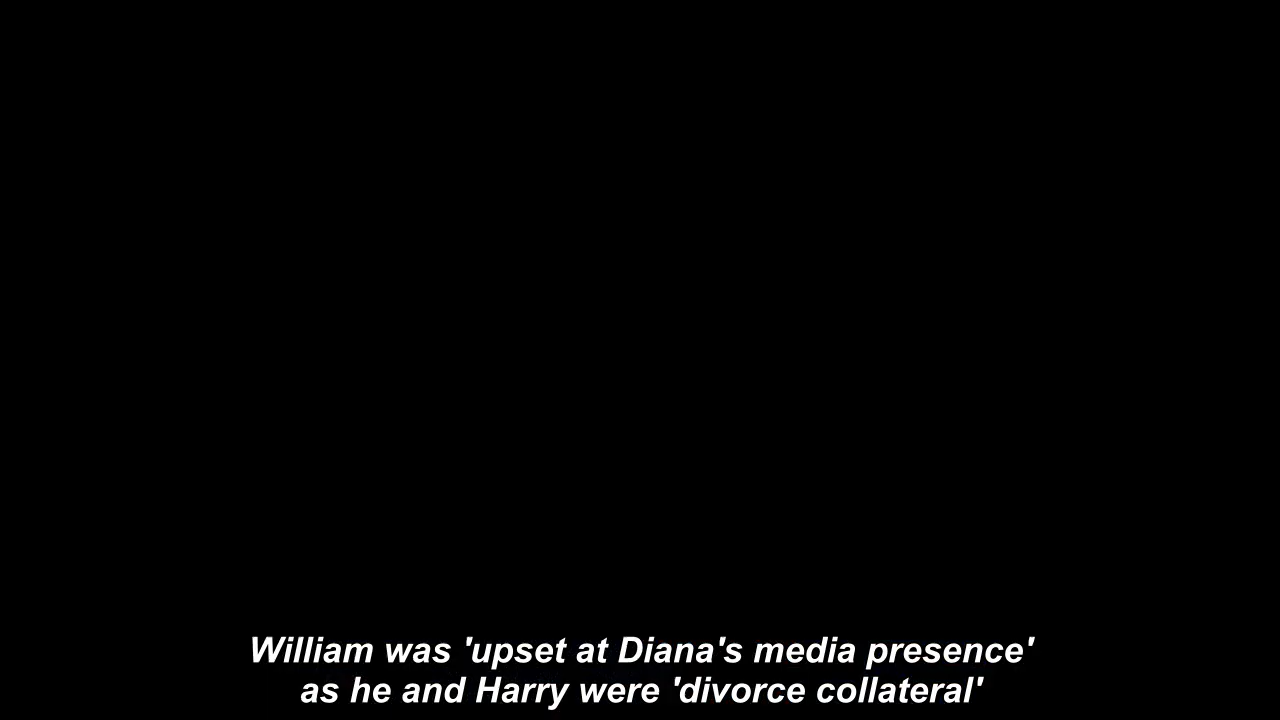 William was 'upset at Diana's media presence'
as he and Harry were 'divorce collateral'